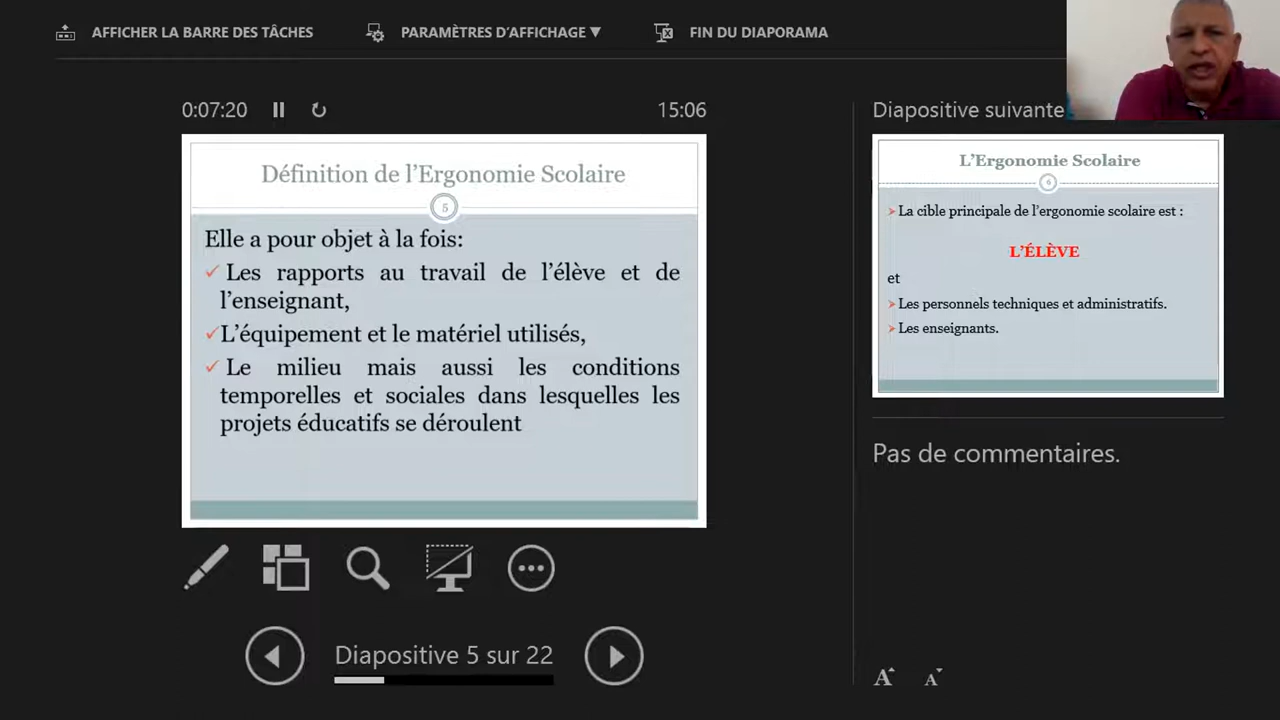 AFFICHER LA BARRE DES TÂCHES
PARAMÈTRES D'AFFICHAGE ▼
FIN DU DIAPORAMA
0:07:20
15:06
Définition de l'Ergonomie Scolaire
5
Elle a pour objet à la fois:
✓ Les rapports au travail de l'élève et de
l'enseignant,
✓ L'équipement et le matériel utilisés,
✓ Le milieu mais aussi les conditions
temporelles et sociales dans lesquelles les
projets éducatifs se déroulent
Diapositive 5 sur 22
Diapositive suivante
L'Ergonomie Scolaire
6
➢ La cible principale de l'ergonomie scolaire est :
L'ÉLÈVE
et
➢ Les personnels techniques et administratifs.
➢ Les enseignants.
Pas de commentaires.
A A